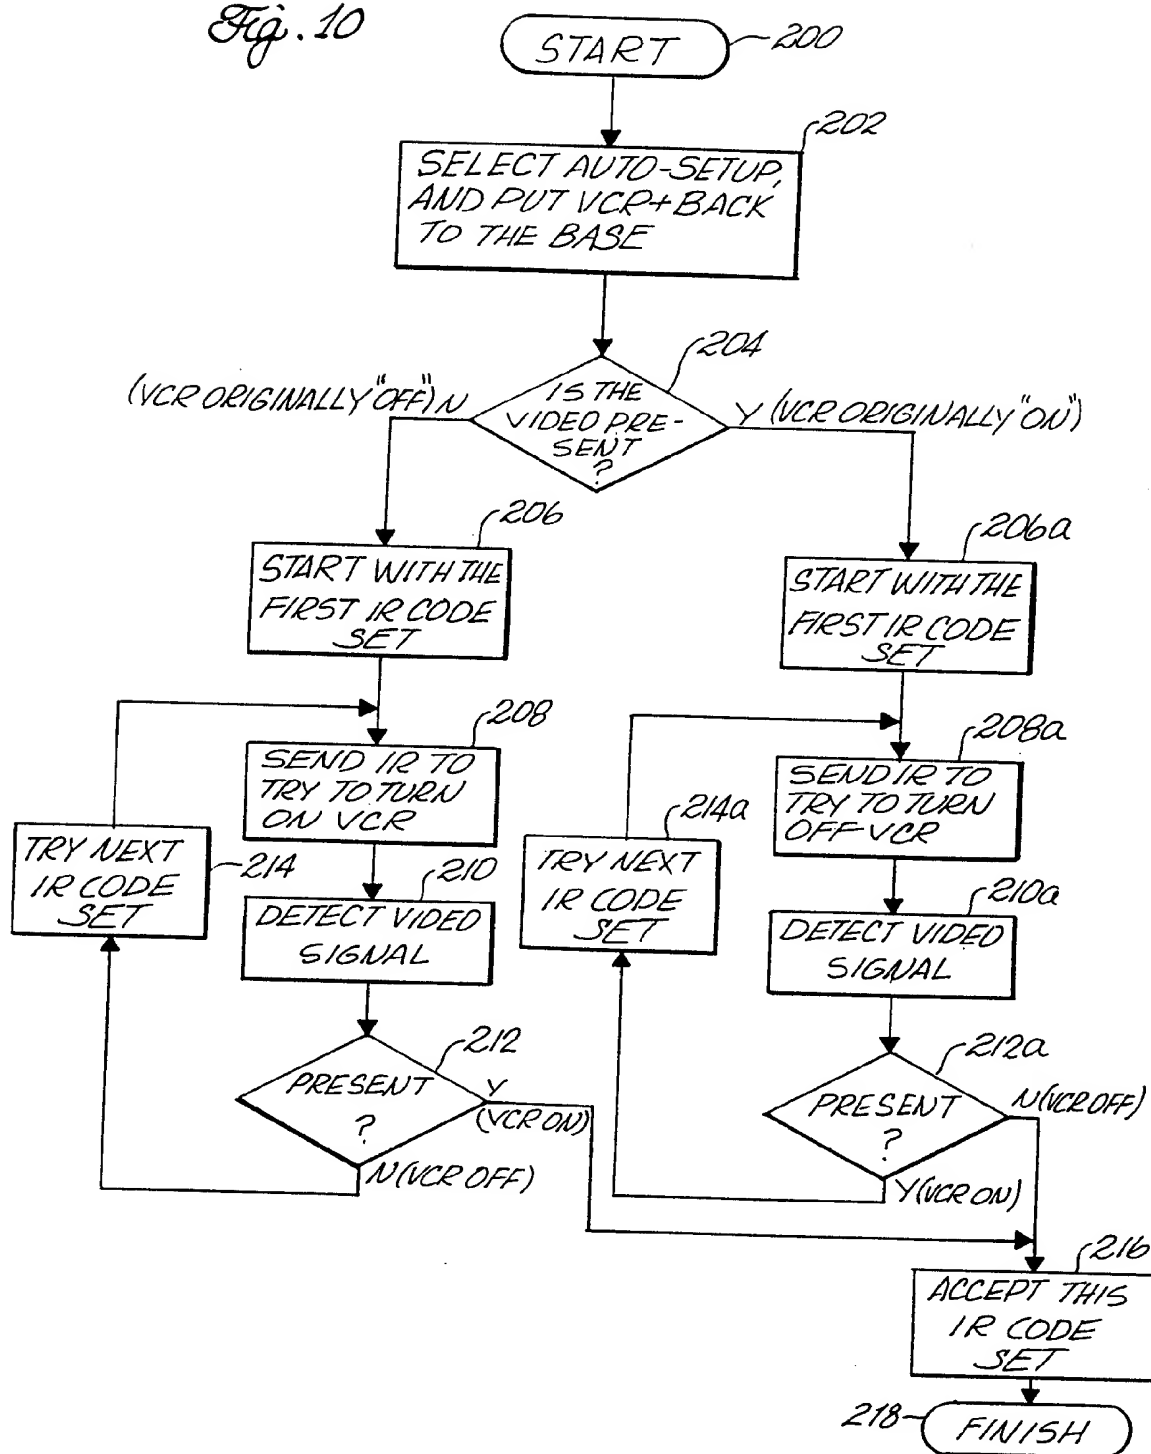 Fig. 10
START
200
202
SELECT AUTO-SETUP,
AND PUT VCR+ BACK
TO THE BASE
204
(VCR ORIGINALLY "OFF") N
IS THE
VIDEO PRE-
SENT
?
Y (VCR ORIGINALLY "ON")
206
START WITH THE
FIRST IR CODE
SET
206a
START WITH THE
FIRST IR CODE
SET
208
SEND IR TO
TRY TO TURN
ON VCR
208a
SEND IR TO
TRY TO TURN
OFF VCR
TRY NEXT
IR CODE
SET
214
210
DETECT VIDEO
SIGNAL
214a
TRY NEXT
IR CODE
SET
210a
DETECT VIDEO
SIGNAL
212
PRESENT
?
Y
(VCR ON)
N (VCR OFF)
212a
PRESENT
?
N (VCR OFF)
Y (VCR ON)
216
ACCEPT THIS
IR CODE
SET
218
FINISH